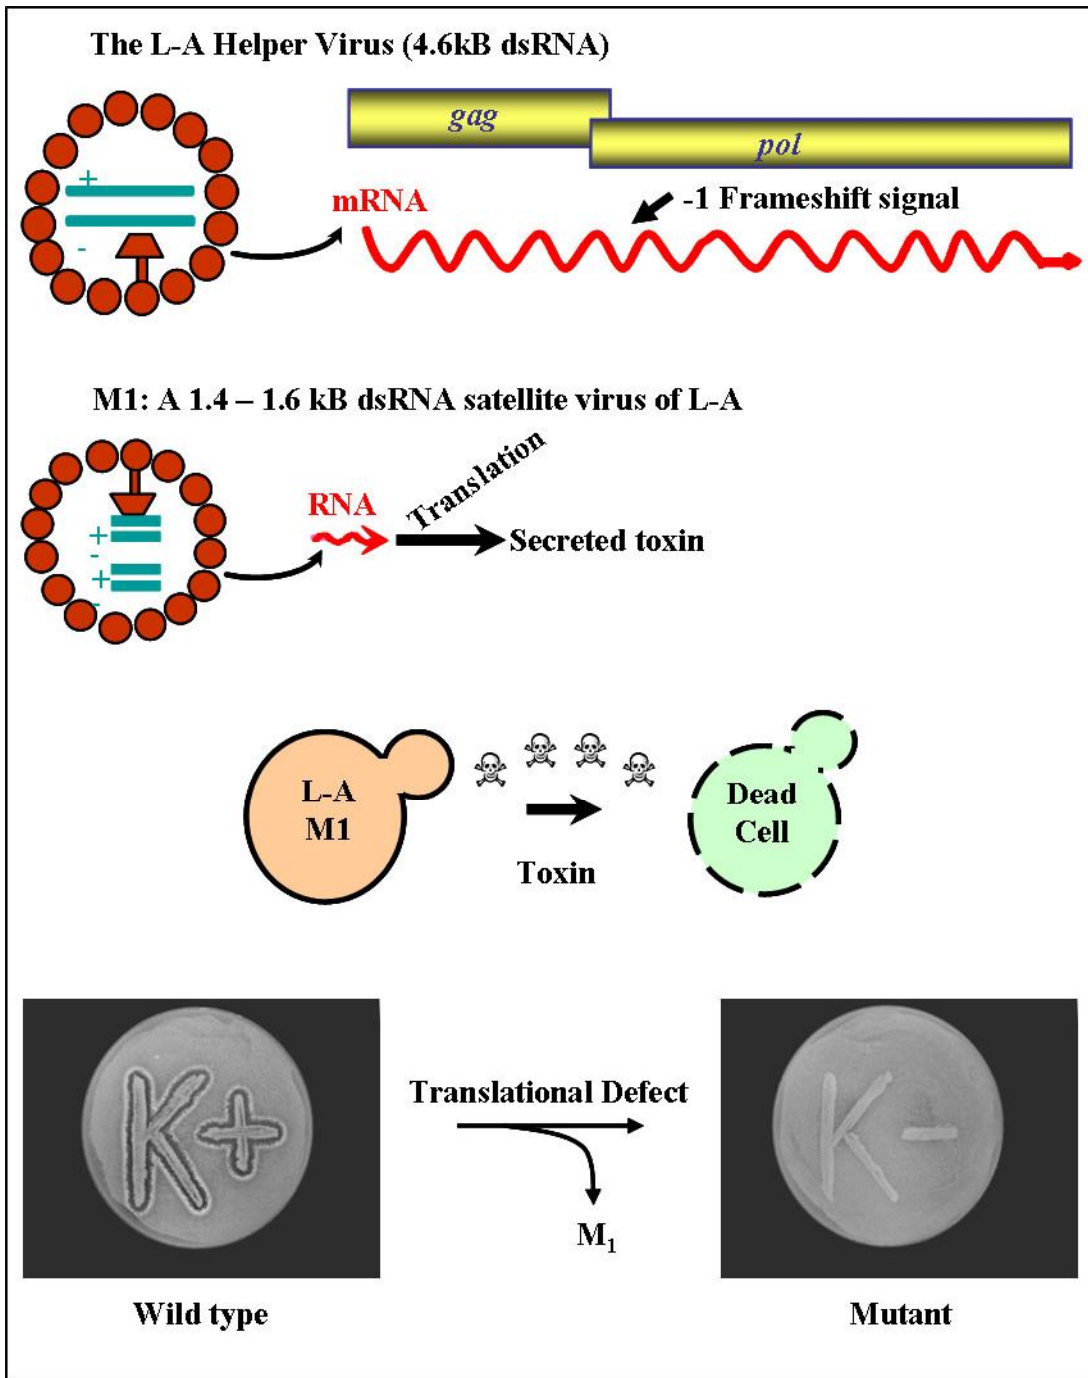 The L-A Helper Virus (4.6kB dsRNA)
gag
pol
+
-
mRNA
-1 Frameshift signal
M1: A 1.4 – 1.6 kB dsRNA satellite virus of L-A
+
-
+
-
RNA
Translation
Secreted toxin
L-A
M1
Toxin
Dead
Cell
K+
Translational Defect
M₁
K-
Wild type
Mutant